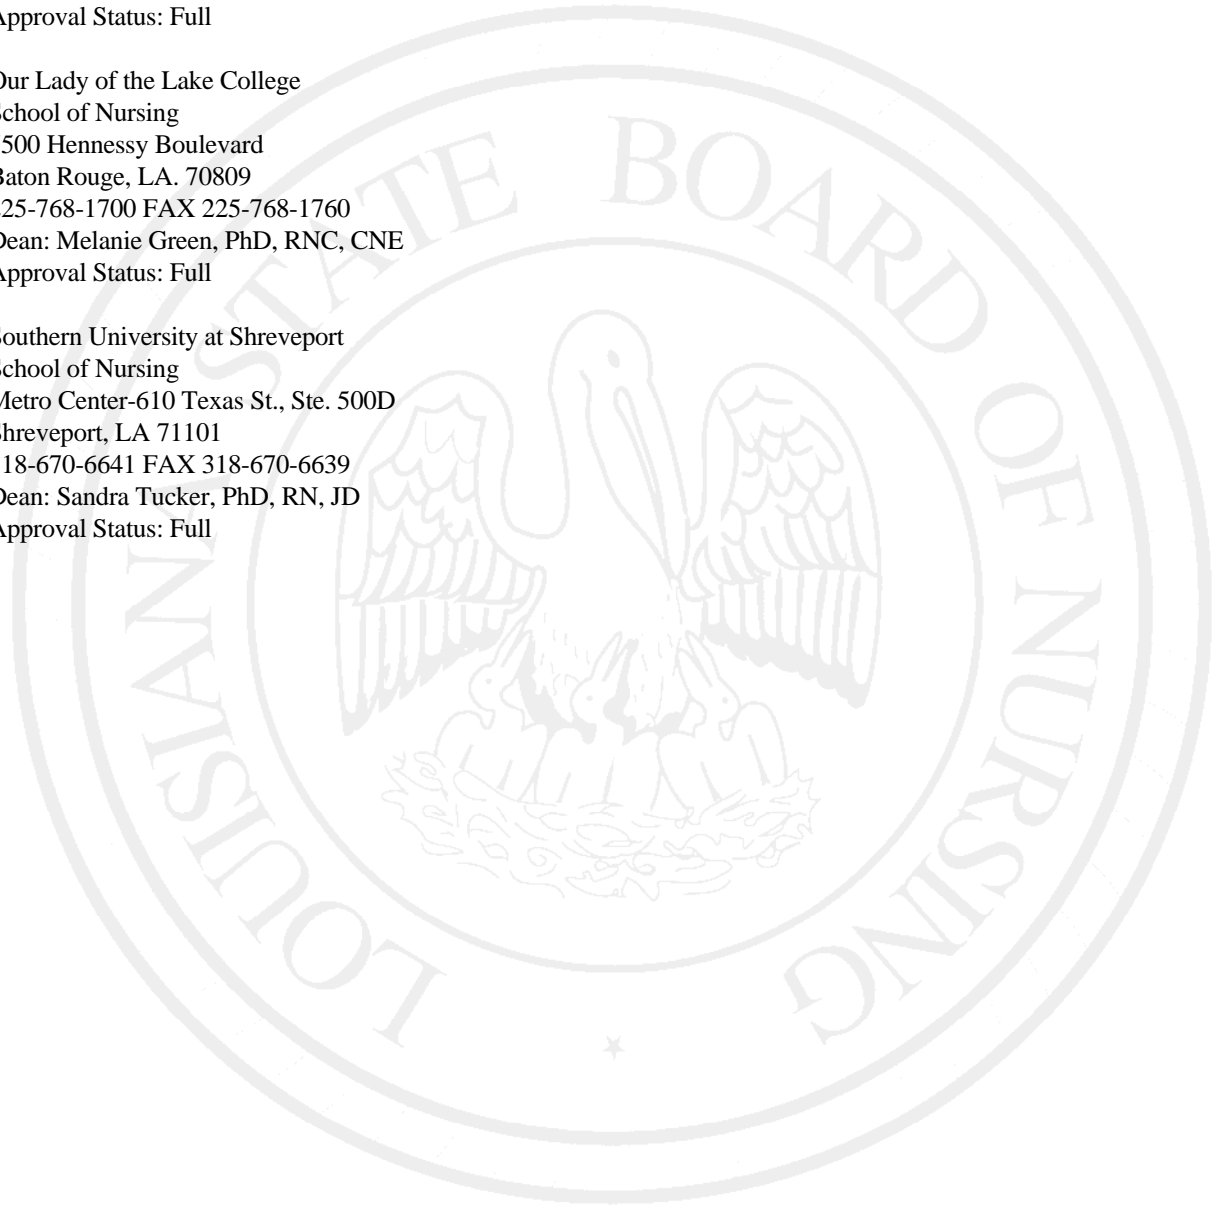 Approval Status: Full
Our Lady of the Lake College
School of Nursing
500 Hennessy Boulevard
Baton Rouge, LA. 70809
25-768-1700 FAX 225-768-1760
Dean: Melanie Green, PhD, RNC, CNE
Approval Status: Full
Southern University at Shreveport
School of Nursing
Metro Center-610 Texas St., Ste. 500D
Shreveport, LA 71101
18-670-6641 FAX 318-670-6639
Dean: Sandra Tucker, PhD, RN, JD
Approval Status: Full
LOUISIANA STATE BOARD OF NURSING